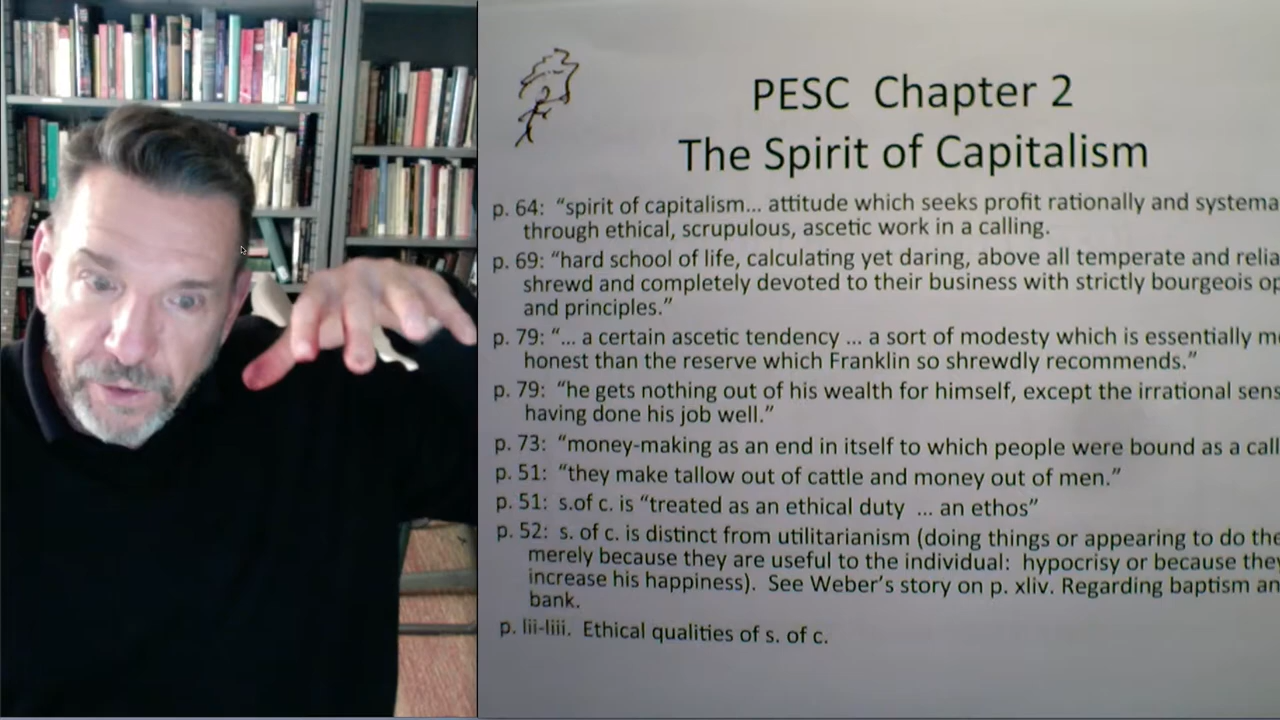 PESC Chapter 2
The Spirit of Capitalism
p. 64: “spirit of capitalism... attitude which seeks profit rationally and systema
through ethical, scrupulous, ascetic work in a calling.
p. 69: “hard school of life, calculating yet daring, above all temperate and relia
shrewd and completely devoted to their business with strictly bourgeois op
and principles.”
p. 79: “... a certain ascetic tendency ... a sort of modesty which is essentially mo
honest than the reserve which Franklin so shrewdly recommends.”
p. 79: “he gets nothing out of his wealth for himself, except the irrational sens
having done his job well.”
p. 73: “money-making as an end in itself to which people were bound as a call
p. 51: “they make tallow out of cattle and money out of men.”
p. 51: s.of c. is “treated as an ethical duty ... an ethos”
p. 52: s. of c. is distinct from utilitarianism (doing things or appearing to do the
merely because they are useful to the individual: hypocrisy or because they
increase his happiness). See Weber’s story on p. xliv. Regarding baptism an
bank.
p. lii-liii. Ethical qualities of s. of c.